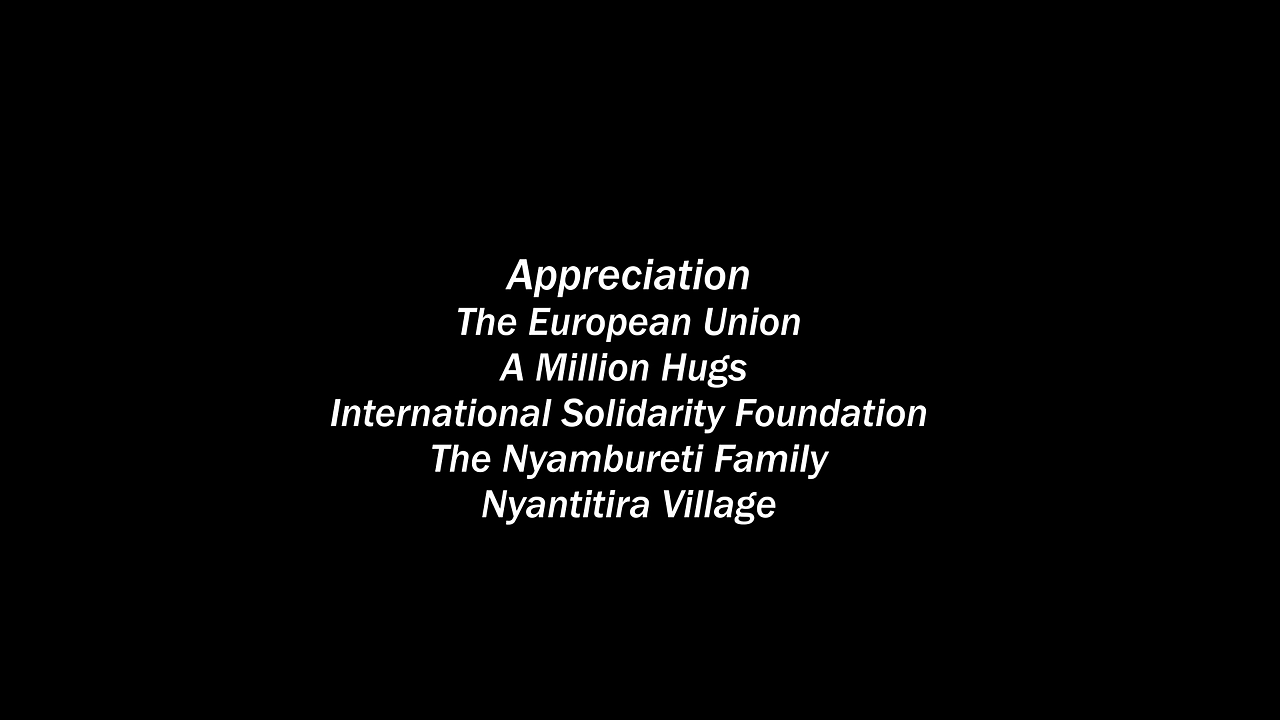 Appreciation
The European Union
A Million Hugs
International Solidarity Foundation
The Nyambureti Family
Nyantitira Village